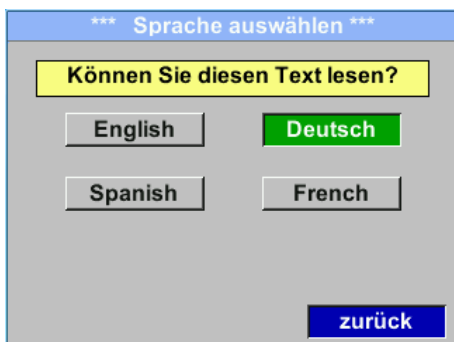 *** Sprache auswählen ***
Können Sie diesen Text lesen?
English Deutsch
Spanish French
zurück